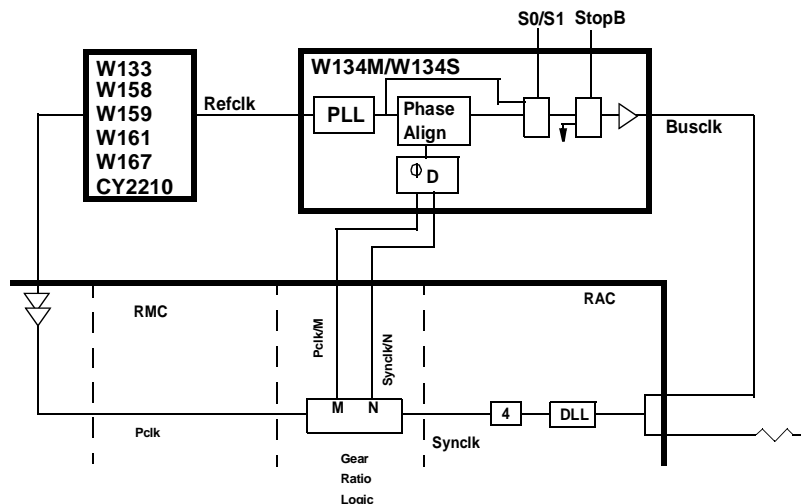 S0/S1 StopB
W133
W158
W159
W161
W167
CY2210
Refclk
W134M/W134S
PLL
Phase
Align
Φ
D
Busclk
RMC
RAC
Pclk/M
Synclk/N
M N
4
DLL
Pclk
Synclk
Gear
Ratio
Logic